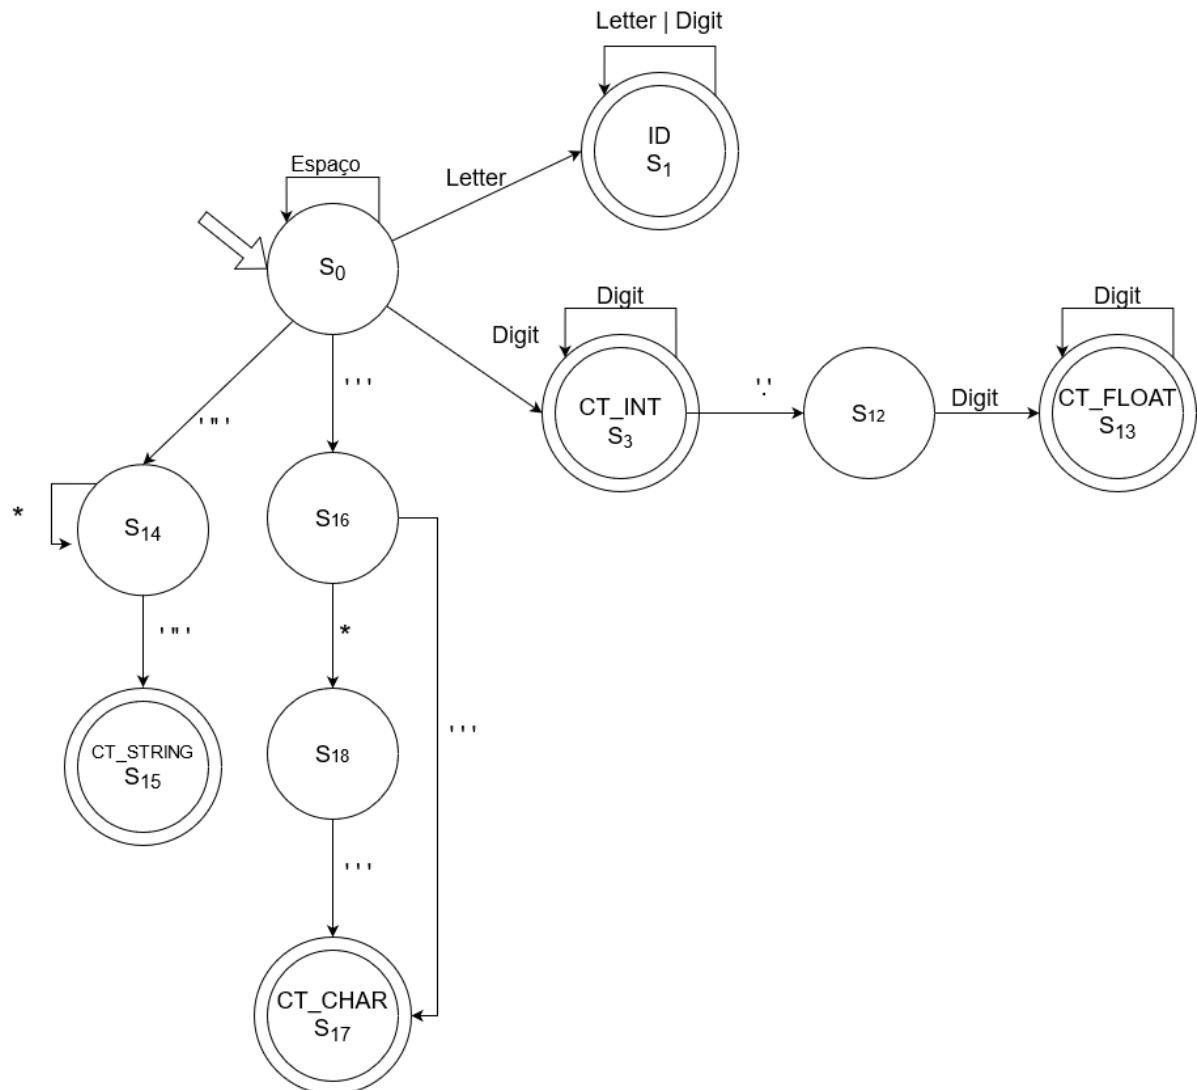 Letter | Digit
ID
S1
Espaço
Letter
S0
Digit
Digit
Digit
' ' '
'.'
CT_INT
S3
S12
Digit
CT_FLOAT
S13
' " '
*
S14
S16
' " '
*
CT_STRING
S15
S18
' ' '
' ' '
CT_CHAR
S17